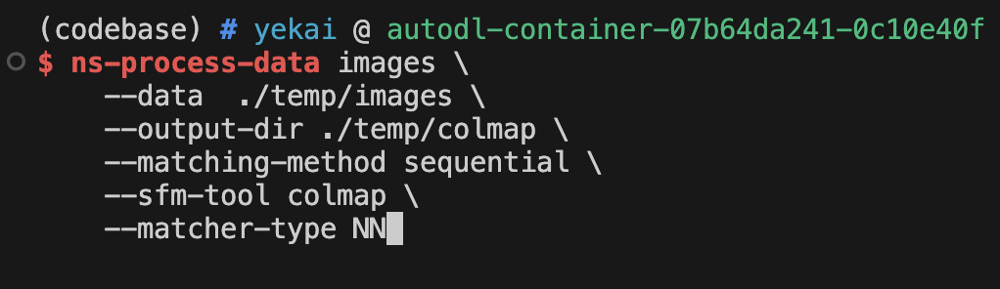 (codebase) # yekai @ autodl-container-07b64da241-0c10e40f
$ ns-process-data images \
--data  ./temp/images \
--output-dir ./temp/colmap \
--matching-method sequential \
--sfm-tool colmap \
--matcher-type NN